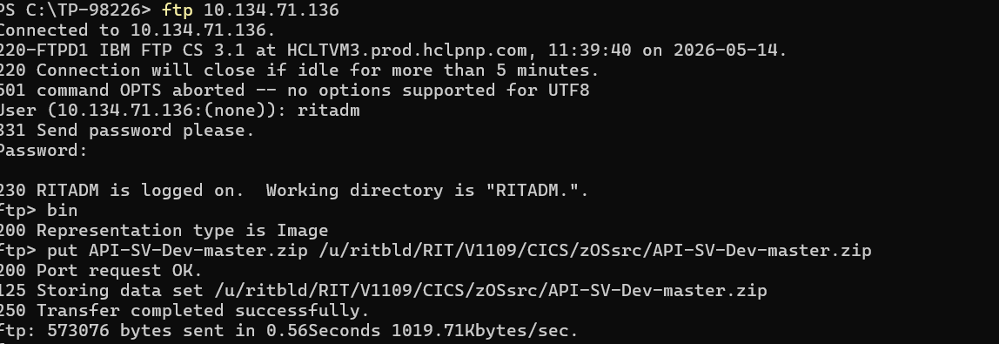 PS C:\TP-98226> ftp 10.134.71.136
Connected to 10.134.71.136.
220-FTPD1 IBM FTP CS 3.1 at HCLTVM3.prod.hclpnp.com, 11:39:40 on 2026-05-14.
220 Connection will close if idle for more than 5 minutes.
501 command OPTS aborted -- no options supported for UTF8
User (10.134.71.136:(none)): ritadm
331 Send password please.
Password:
230 RITADM is logged on.  Working directory is "RITADM.".
ftp> bin
200 Representation type is Image
ftp> put API-SV-Dev-master.zip /u/ritbld/RIT/V1109/CICS/zOSsrc/API-SV-Dev-master.zip
200 Port request OK.
125 Storing data set /u/ritbld/RIT/V1109/CICS/zOSsrc/API-SV-Dev-master.zip
250 Transfer completed successfully.
ftp: 573076 bytes sent in 0.56Seconds 1019.71Kbytes/sec.